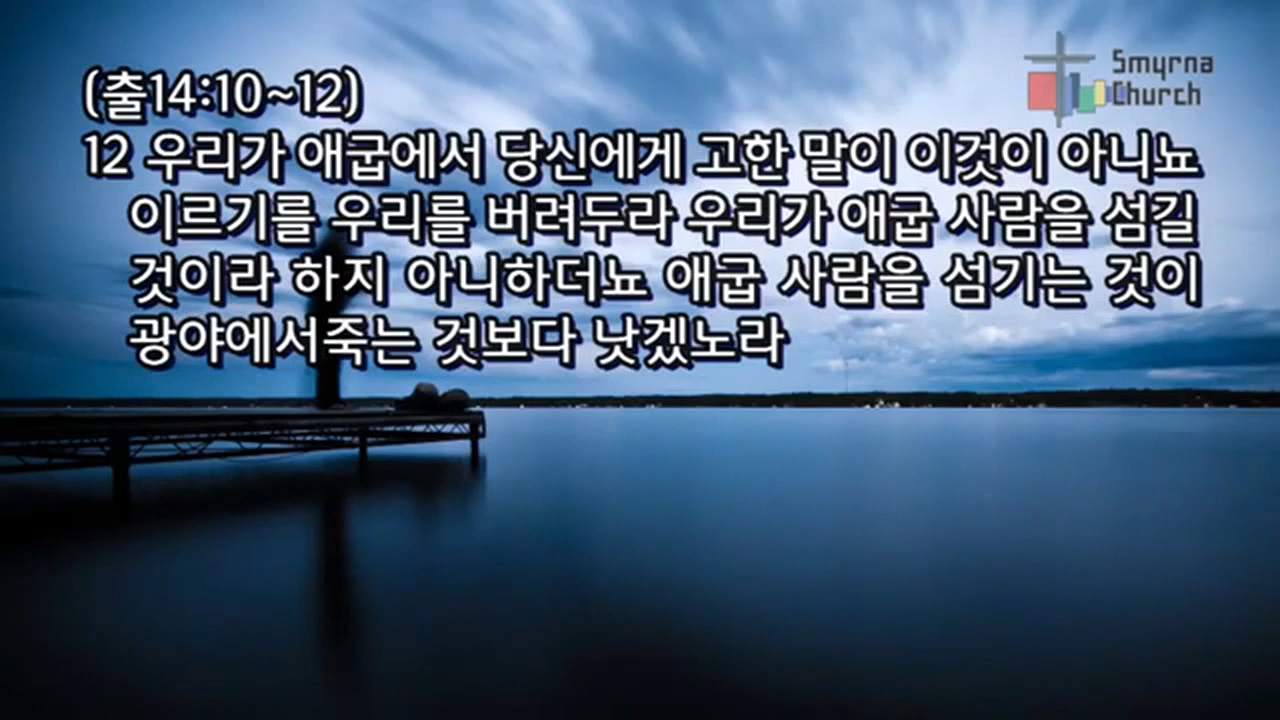 (출14:10~12)
Smyrna
Church
12 우리가 애굽에서 당신에게 고한 말이 이것이 아니뇨
이르기를 우리를 버려두라 우리가 애굽 사람을 섬길
것이라 하지 아니하더뇨 애굽 사람을 섬기는 것이
광야에서죽는 것보다 낫겠노라